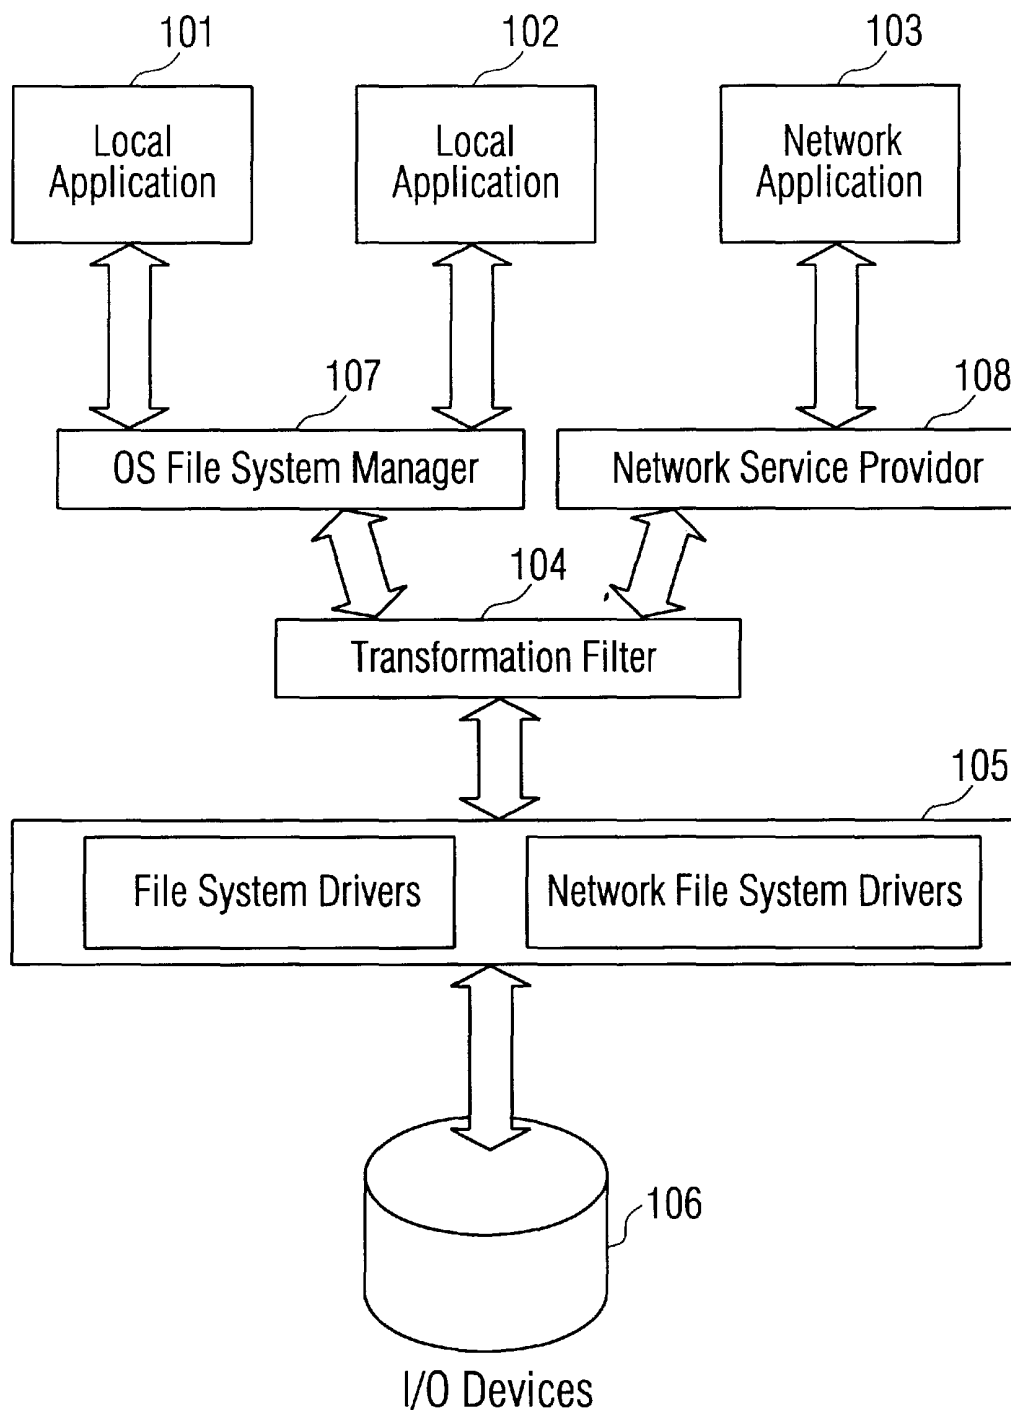 101
102
103
Local
Application
Local
Application
Network
Application
107
108
OS File System Manager
Network Service Providor
104
Transformation Filter
105
File System Drivers
Network File System Drivers
106
I/O Devices